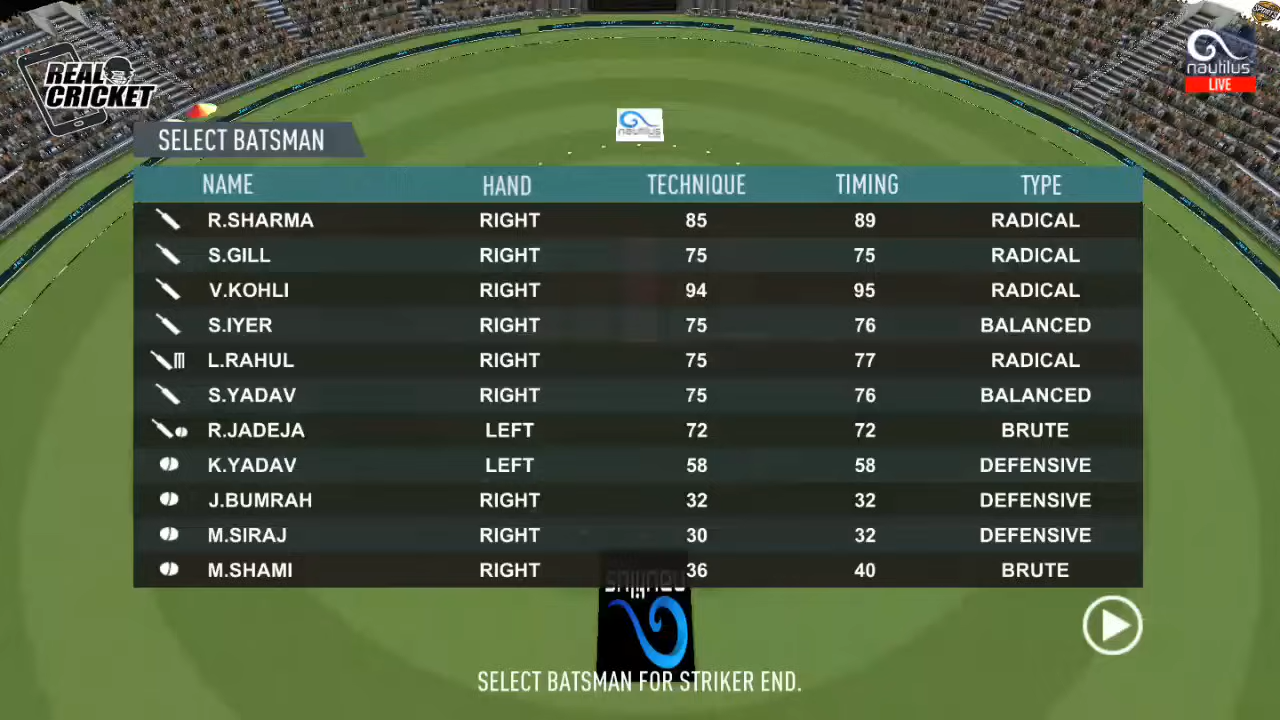 REAL
CRICKET
nautilus
LIVE
nautilus
SELECT BATSMAN
NAME HAND TECHNIQUE TIMING TYPE
R.SHARMA RIGHT 85 89 RADICAL
S.GILL RIGHT 75 75 RADICAL
V.KOHLI RIGHT 94 95 RADICAL
S.IYER RIGHT 75 76 BALANCED
L.RAHUL RIGHT 75 77 RADICAL
S.YADAV RIGHT 75 76 BALANCED
R.JADEJA LEFT 72 72 BRUTE
K.YADAV LEFT 58 58 DEFENSIVE
J.BUMRAH RIGHT 32 32 DEFENSIVE
M.SIRAJ RIGHT 30 32 DEFENSIVE
M.SHAMI RIGHT 36 40 BRUTE
nautilus
SELECT BATSMAN FOR STRIKER END.